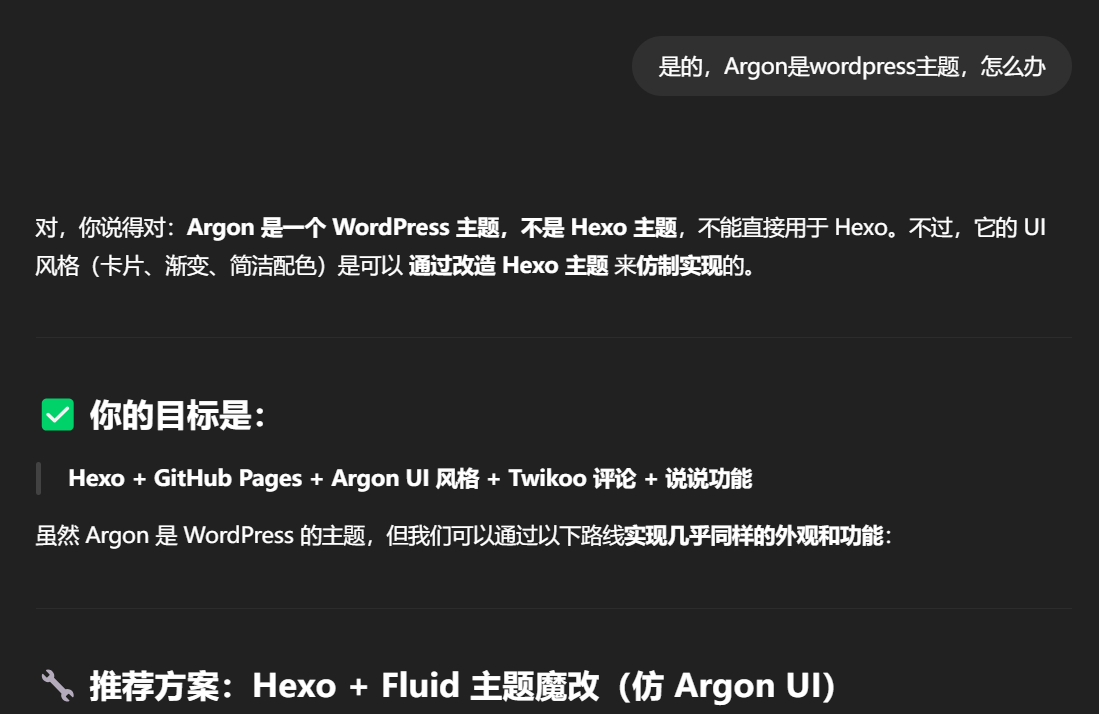 是的，Argon是wordpress主题，怎么办
对，你说得对：Argon 是一个 WordPress 主题，不是 Hexo 主题，不能直接用于 Hexo。不过，它的 UI
风格（卡片、渐变、简洁配色）是可以 通过改造 Hexo 主题 来仿制实现的。
✅ 你的目标是：
Hexo + GitHub Pages + Argon UI 风格 + Twikoo 评论 + 说说功能
虽然 Argon 是 WordPress 的主题，但我们可以通过以下路线实现几乎同样的外观和功能：
🔧 推荐方案：Hexo + Fluid 主题魔改（仿 Argon UI）